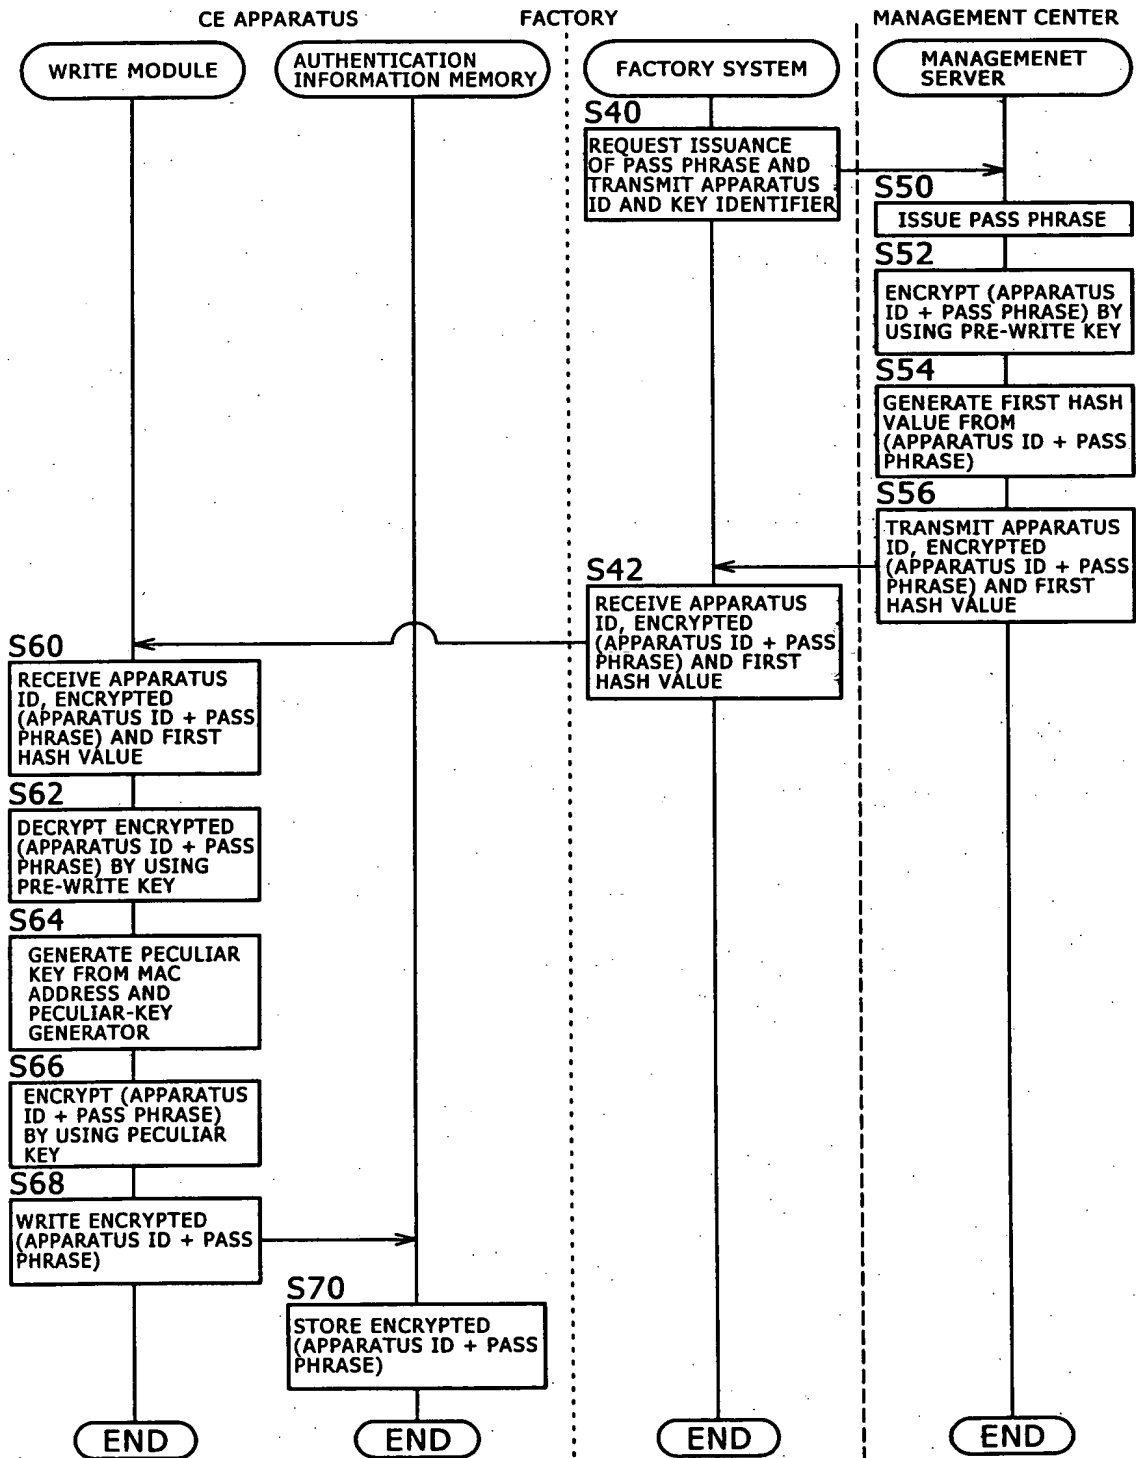 CE APPARATUS
FACTORY
MANAGEMENT CENTER
WRITE MODULE
AUTHENTICATION
INFORMATION MEMORY
FACTORY SYSTEM
MANAGEMENET
SERVER
S40
REQUEST ISSUANCE
OF PASS PHRASE AND
TRANSMIT APPARATUS
ID AND KEY IDENTIFIER
S50
ISSUE PASS PHRASE
S52
ENCRYPT (APPARATUS
ID + PASS PHRASE) BY
USING PRE-WRITE KEY
S54
GENERATE FIRST HASH
VALUE FROM
(APPARATUS ID + PASS
PHRASE)
S56
TRANSMIT APPARATUS
ID, ENCRYPTED
(APPARATUS ID + PASS
PHRASE) AND FIRST
HASH VALUE
S42
RECEIVE APPARATUS
ID, ENCRYPTED
(APPARATUS ID + PASS
PHRASE) AND FIRST
HASH VALUE
S60
RECEIVE APPARATUS
ID, ENCRYPTED
(APPARATUS ID + PASS
PHRASE) AND FIRST
HASH VALUE
S62
DECRYPT ENCRYPTED
(APPARATUS ID + PASS
PHRASE) BY USING
PRE-WRITE KEY
S64
GENERATE PECULIAR
KEY FROM MAC
ADDRESS AND
PECULIAR-KEY
GENERATOR
S66
ENCRYPT (APPARATUS
ID + PASS PHRASE)
BY USING PECULIAR
KEY
S68
WRITE ENCRYPTED
(APPARATUS ID + PASS
PHRASE)
S70
STORE ENCRYPTED
(APPARATUS ID + PASS
PHRASE)
END
END
END
END